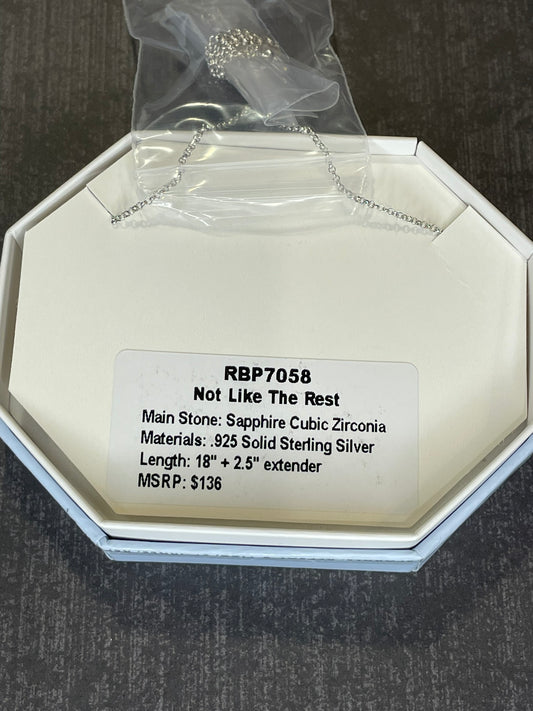 RBP7058
Not Like The Rest
Main Stone: Sapphire Cubic Zirconia
Materials: .925 Solid Sterling Silver
Length: 18" + 2.5" extender
MSRP: $136